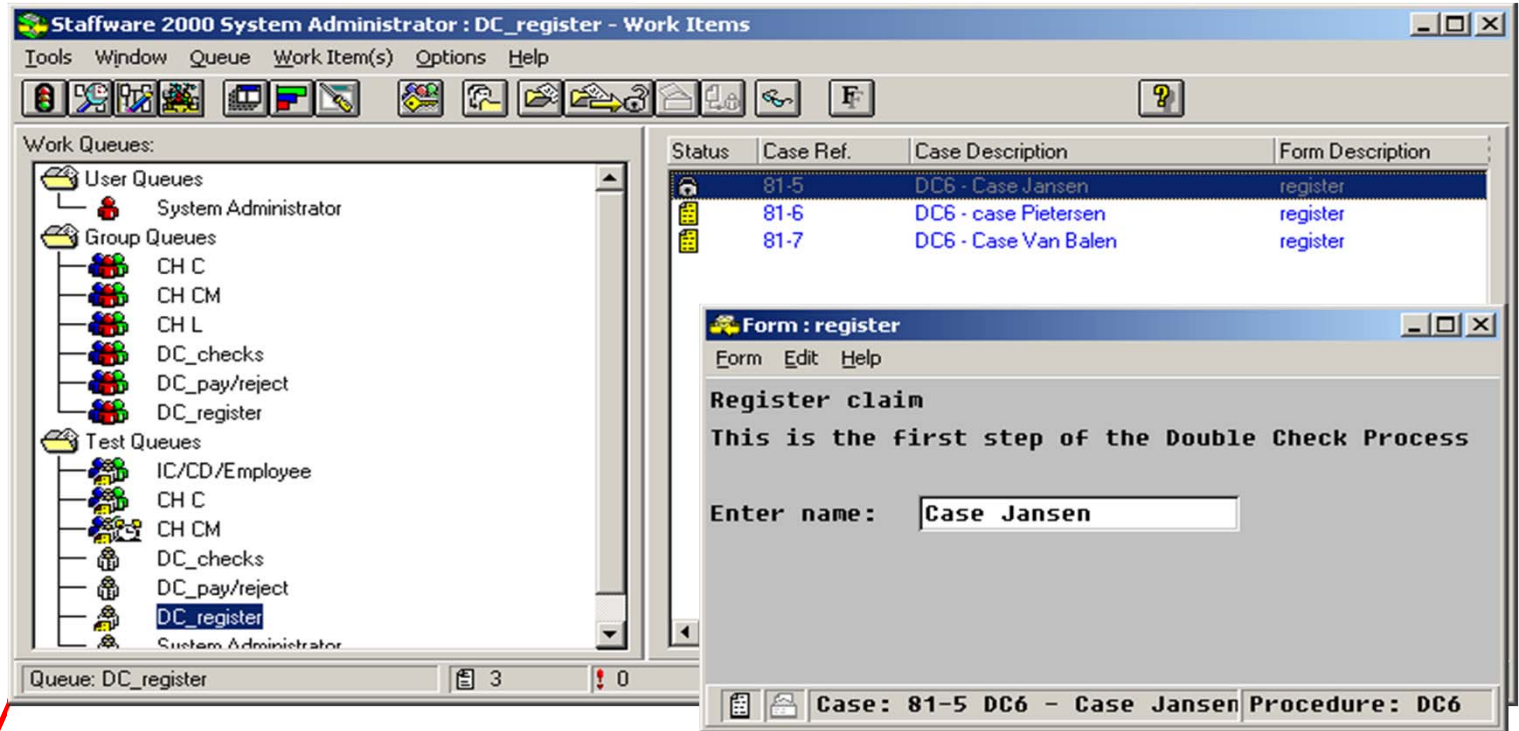 Staffware 2000 System Administrator : DC_register - Work Items
Tools Window Queue Work Item(s) Options Help
Work Queues:
User Queues
System Administrator
Group Queues
CH C
CH CM
CH L
DC_checks
DC_pay/reject
DC_register
Test Queues
IC/CD/Employee
CH C
CH CM
DC_checks
DC_pay/reject
DC_register
System Administrator
Queue: DC_register 3 0
Status Case Ref. Case Description Form Description
81-5 DC6 - Case Jansen register
81-6 DC6 - case Pietersen register
81-7 DC6 - Case Van Balen register
Form : register
Form Edit Help
Register claim
This is the first step of the Double Check Process
Enter name: Case Jansen
Case: 81-5 DC6 - Case Jansen Procedure: DC6